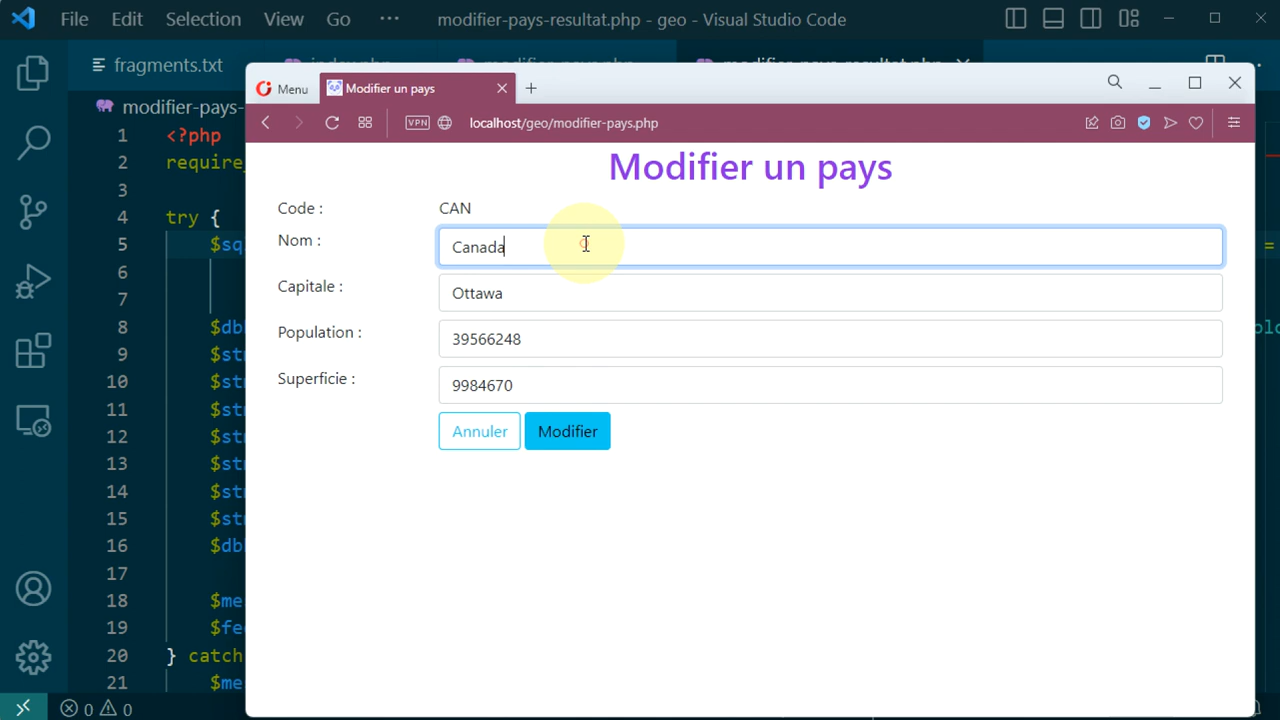 File Edit Selection View Go ··· modifier-pays-resultat.php - geo - Visual Studio Code
fragments.txt
Menu Modifier un pays
modifier-pays-
VPN localhost/geo/modifier-pays.php
1 <?php
2 require_
3
4 try {
5 $sq
6
7
8 $dbh
9 $st
10 $st
11 $st
12 $st
13 $st
14 $st
15 $st
16 $db
17
18 $me
19 $fe
20 } catch
21 $me
Modifier un pays
Code : CAN
Nom : Canada
Capitale : Ottawa
Population : 39566248
Superficie : 9984670
Annuler Modifier
0 0